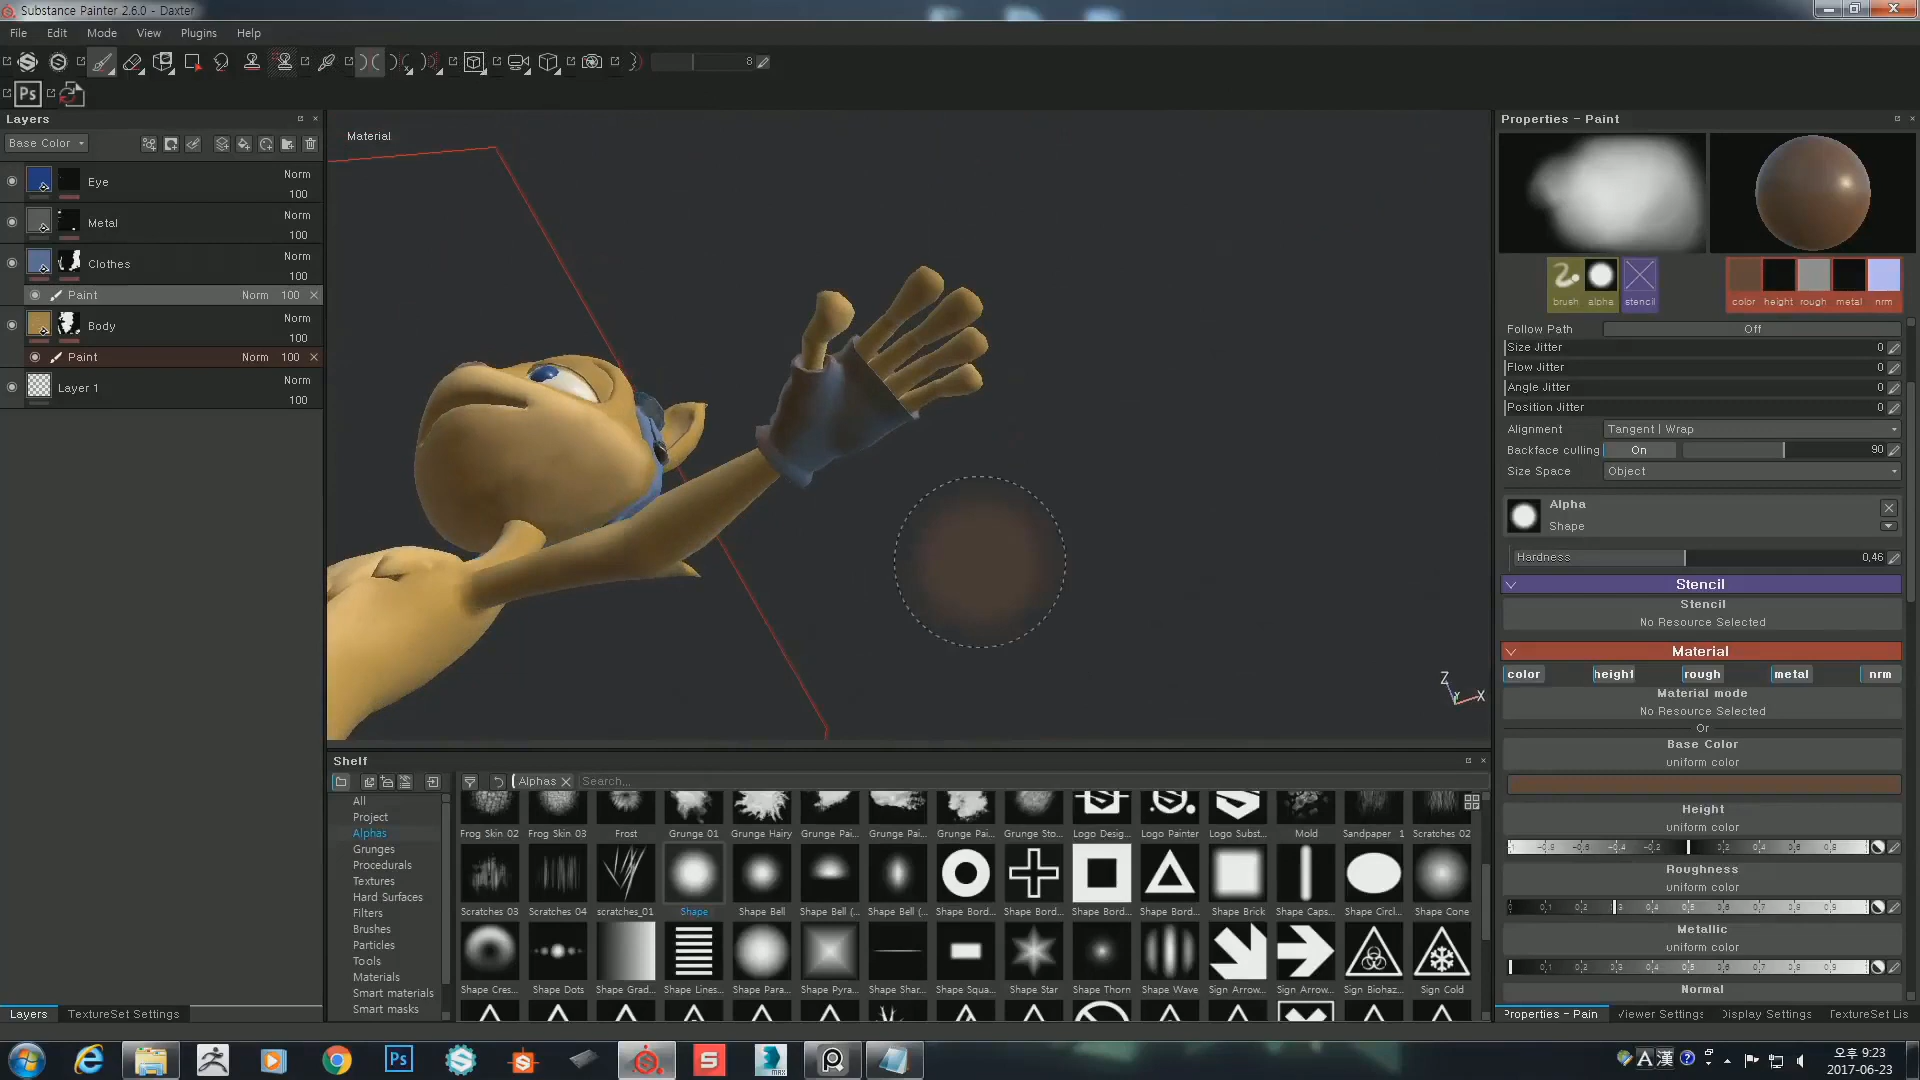 Substance Painter 2.6.0 - Daxter
File Edit Mode View Plugins Help
8
Ps
Layers
Base Color
Eye Norm 100
Metal Norm 100
Clothes Norm 100
Paint Norm 100
Body Norm 100
Paint Norm 100
Layer 1 Norm 100
Layers TextureSet Settings
Material
Z
Y
X
Shelf
Alphas Search...
All
Project
Alphas
Grunges
Procedurals
Textures
Hard Surfaces
Filters
Brushes
Particles
Tools
Materials
Smart materials
Smart masks
Frog Skin 02 Frog Skin 03 Frost Grunge 01 Grunge Hairy Grunge Pai... Grunge Pai... Grunge Pai... Grunge Sto... Logo Desig... Logo Painter Logo Subst... Mold Sandpaper 1 Scratches 02
Scratches 03 Scratches 04 scratches_01 Shape Shape Bell Shape Bell (... Shape Bell (... Shape Bord... Shape Bord... Shape Bord... Shape Bord... Shape Brick Shape Caps... Shape Circl... Shape Cone
Shape Cres... Shape Dots Shape Grad... Shape Lines... Shape Para... Shape Pyra... Shape Shar... Shape Squa... Shape Star Shape Thorn Shape Wave Sign Arrow... Sign Arrow... Sign Biohaz... Sign Cold
Properties - Paint
brush alpha stencil color height rough metal nrm
Follow Path Off
Size Jitter 0
Flow Jitter 0
Angle Jitter 0
Position Jitter 0
Alignment Tangent | Wrap
Backface culling On 90
Size Space Object
Alpha
Shape
Hardness 0,46
Stencil
Stencil
No Resource Selected
Material
color height rough metal nrm
Material mode
No Resource Selected
Or
Base Color
uniform color
Height
uniform color
Roughness
uniform color
Metallic
uniform color
Normal
Properties - Pain Viewer Settings Display Settings TextureSet Lis
Ps
S
MAX
A 漢
오후 9:23
2017-06-23